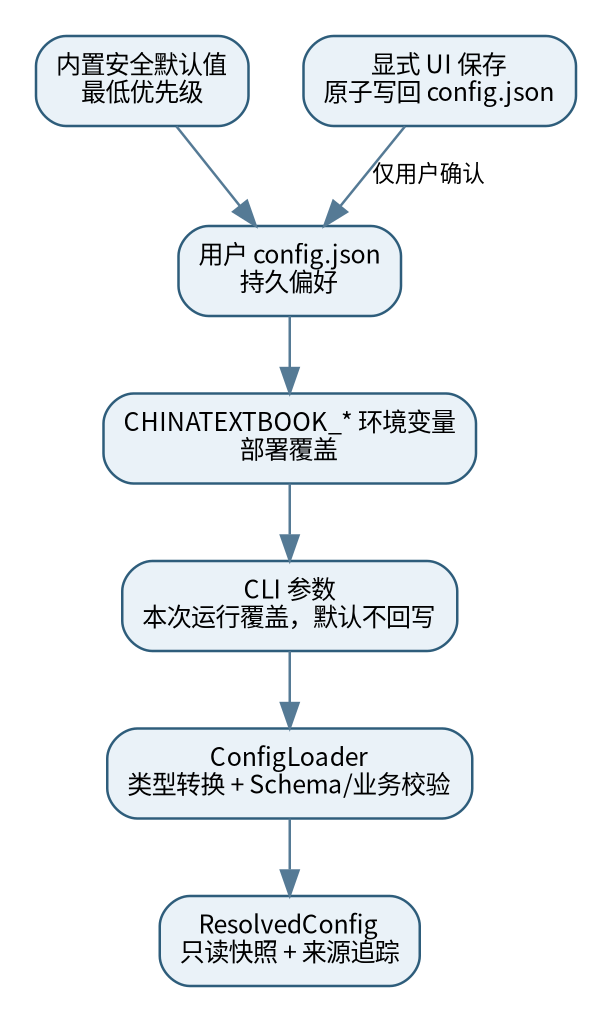 内置安全默认值
最低优先级
显式 UI 保存
原子写回 config.json
仅用户确认
用户 config.json
持久偏好
CHINATEXTBOOK_* 环境变量
部署覆盖
CLI 参数
本次运行覆盖，默认不回写
ConfigLoader
类型转换 + Schema/业务校验
ResolvedConfig
只读快照 + 来源追踪